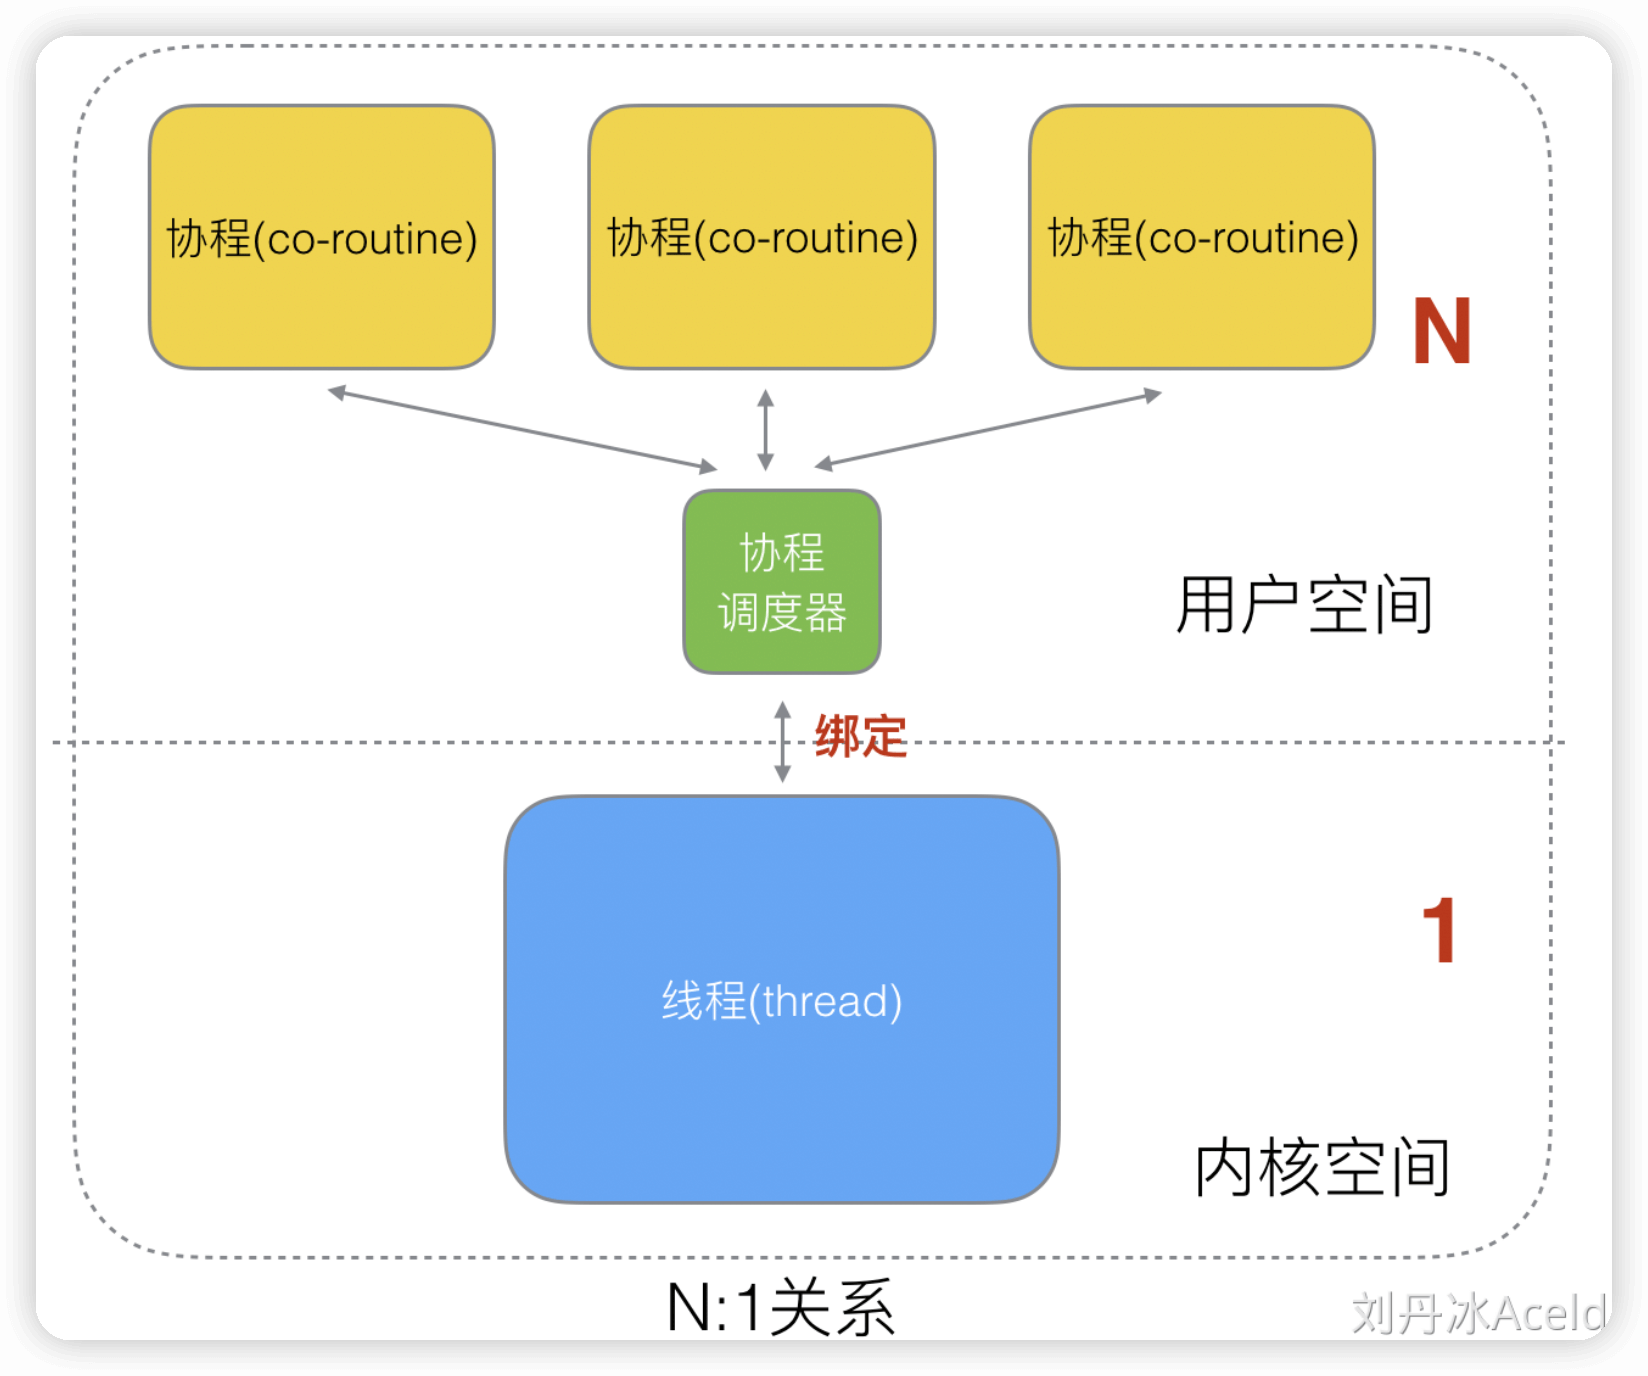 协程(co-routine)
协程(co-routine)
协程(co-routine)
N
协程
调度器
用户空间
绑定
1
线程(thread)
内核空间
N:1关系
刘丹冰Aceld